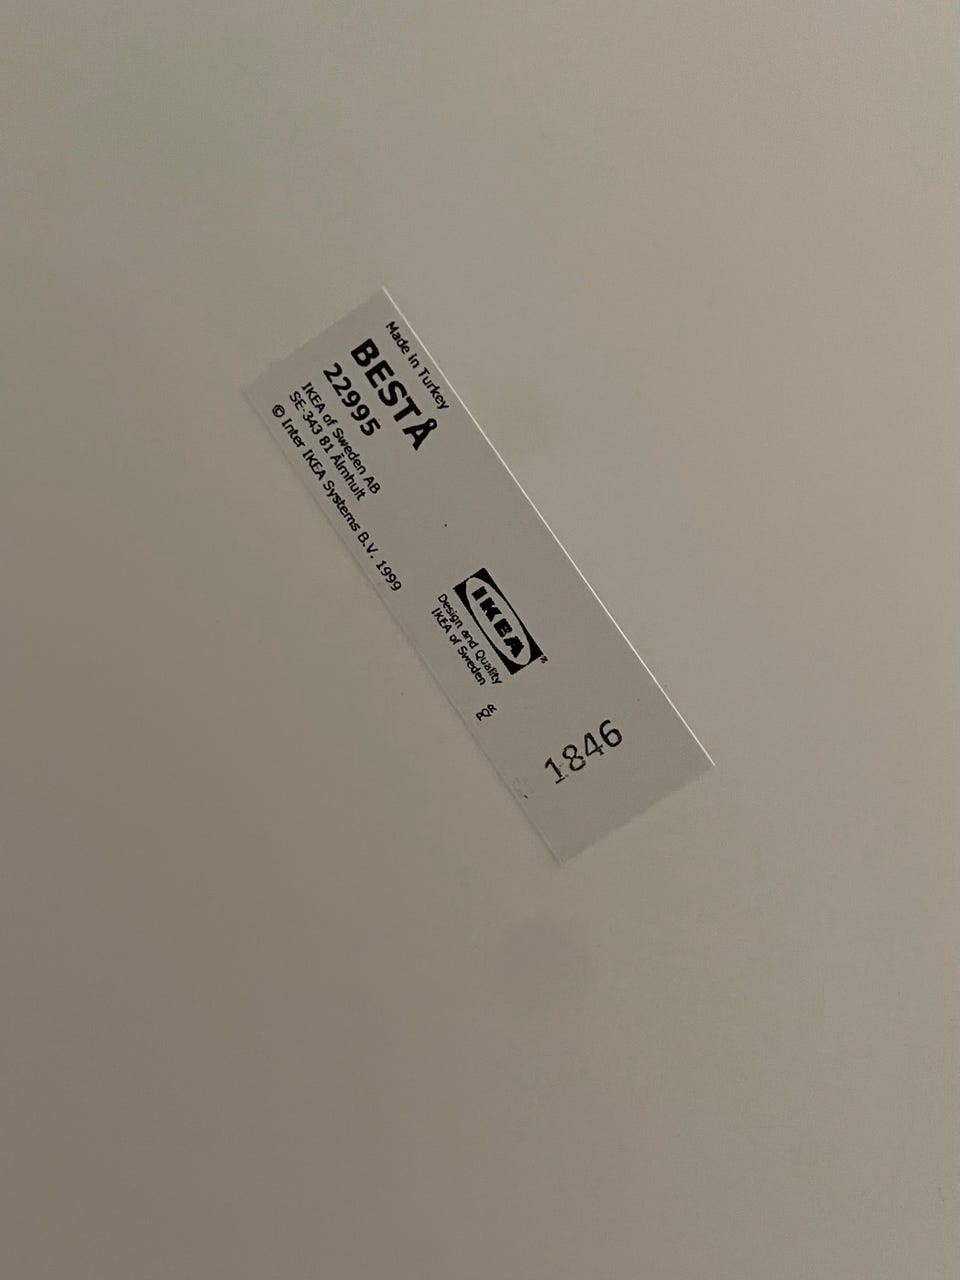 Made in Turkey
BESTÅ
22995
IKEA of Sweden AB
SE-343 81 Älmhult
© Inter IKEA Systems B.V. 1999
IKEA
Design and Quality
IKEA of Sweden
PQR
1846